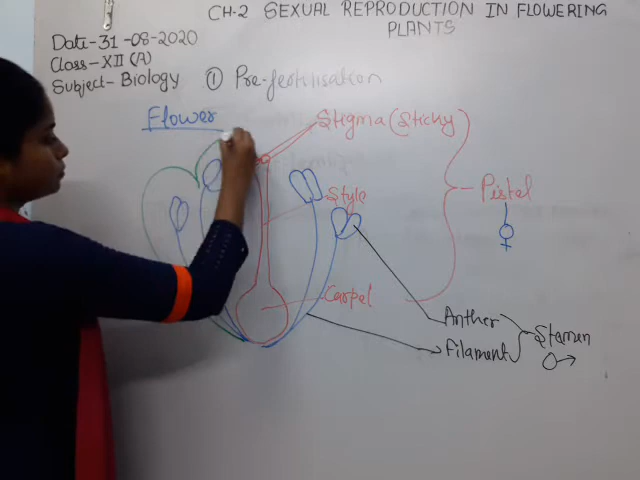 CH-2 SEXUAL REPRODUCTION IN FLOWERING
PLANTS
Date-31-08-2020
Class-XII (A)
Subject-Biology
① Pre-fertilisation
Flower
Stigma (Sticky)
Style
Pistal
Carpel
Anther
Filament
Stamen